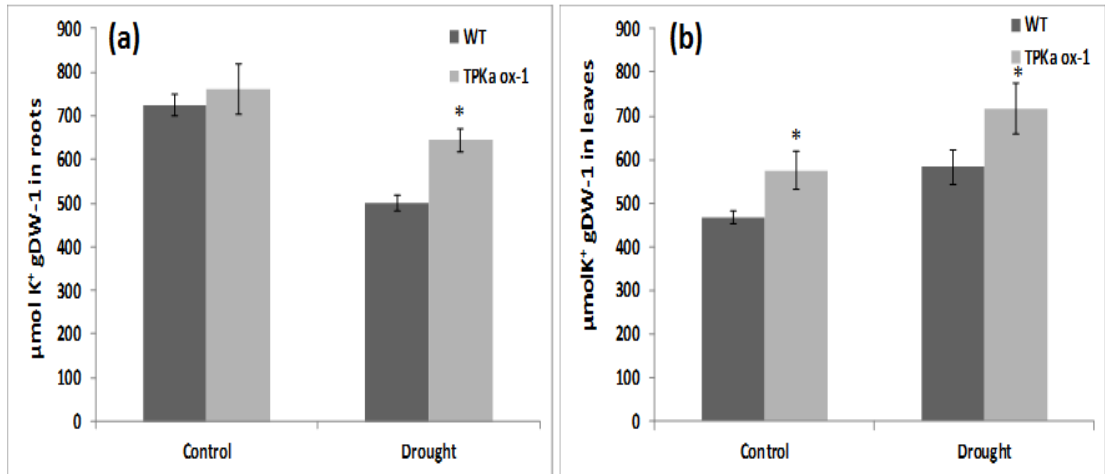 (a)
WT
TPKa ox-1
µmol K⁺ gDW-1 in roots
900
800
700
600
500
400
300
200
100
0
*
Control
Drought
(b)
WT
TPKa ox-1
µmolK⁺ gDW-1 in leaves
900
800
700
600
500
400
300
200
100
0
*
*
Control
Drought